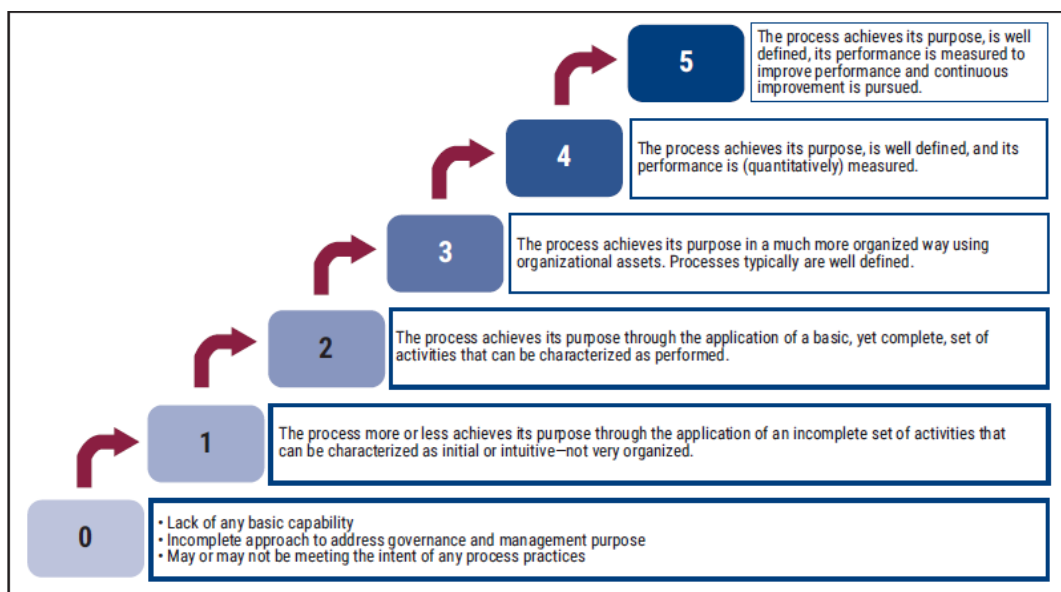 5
The process achieves its purpose, is well
defined, its performance is measured to
improve performance and continuous
improvement is pursued.
4
The process achieves its purpose, is well defined, and its
performance is (quantitatively) measured.
3
The process achieves its purpose in a much more organized way using
organizational assets. Processes typically are well defined.
2
The process achieves its purpose through the application of a basic, yet complete, set of
activities that can be characterized as performed.
1
The process more or less achieves its purpose through the application of an incomplete set of activities that
can be characterized as initial or intuitive—not very organized.
0
• Lack of any basic capability
• Incomplete approach to address governance and management purpose
• May or may not be meeting the intent of any process practices